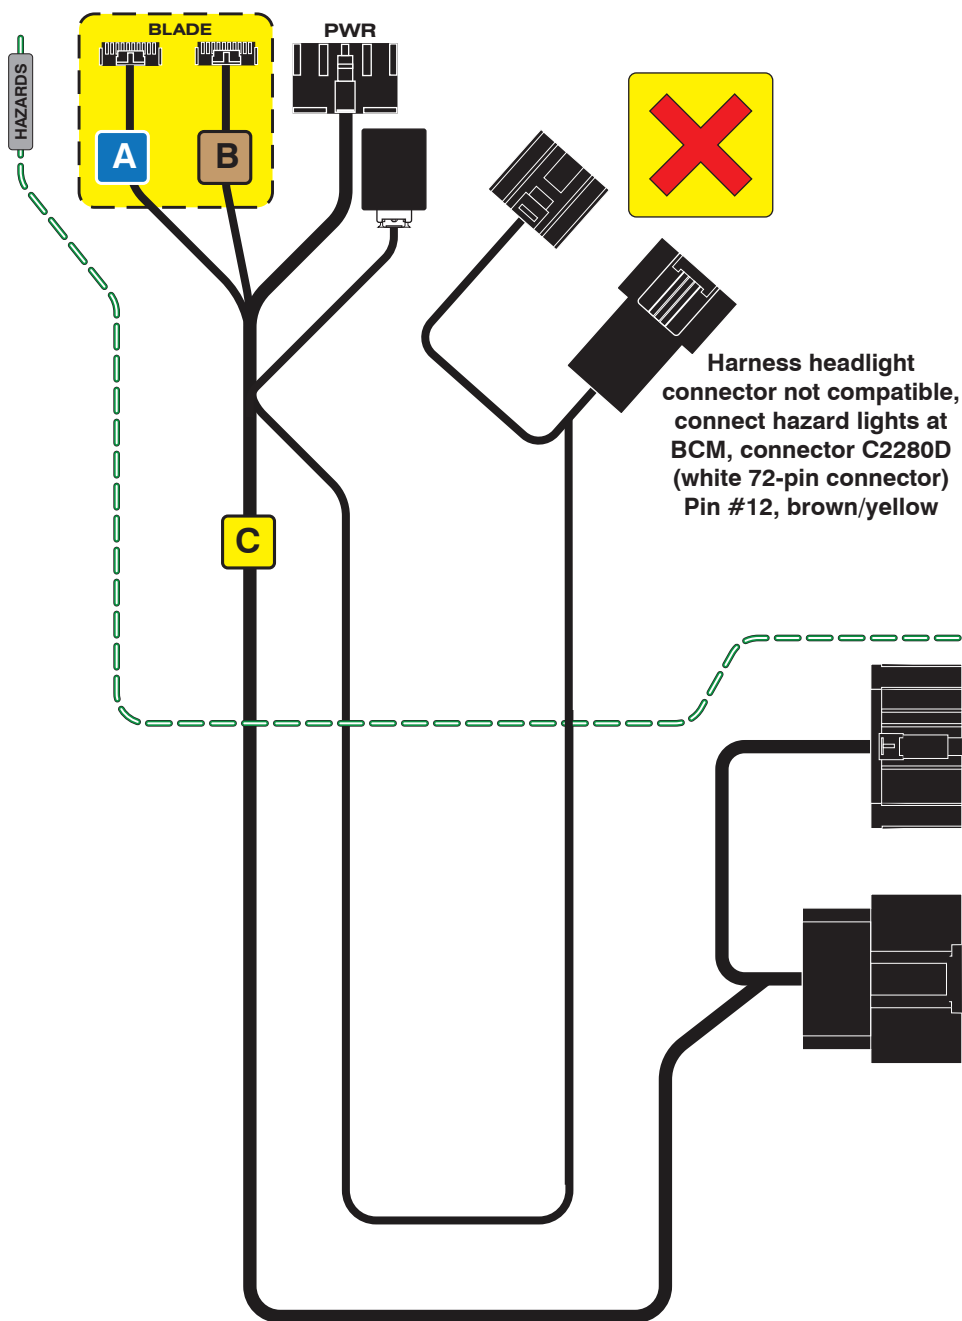 BLADE
PWR
HAZARDS
A
B
Harness headlight
connector not compatible,
connect hazard lights at
BCM, connector C2280D
(white 72-pin connector)
Pin #12, brown/yellow
C